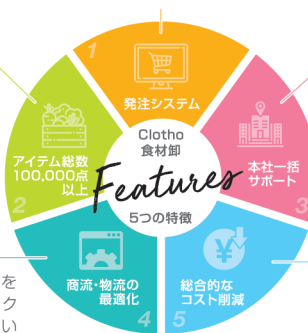 1
発注システム
Clotho
食材卸
Features
5つの特徴
アイテム総数
100,000点
以上
2
本社一括
サポート
3
商流・物流の
最適化
4
総合的な
コスト削減
5
を
ク
い